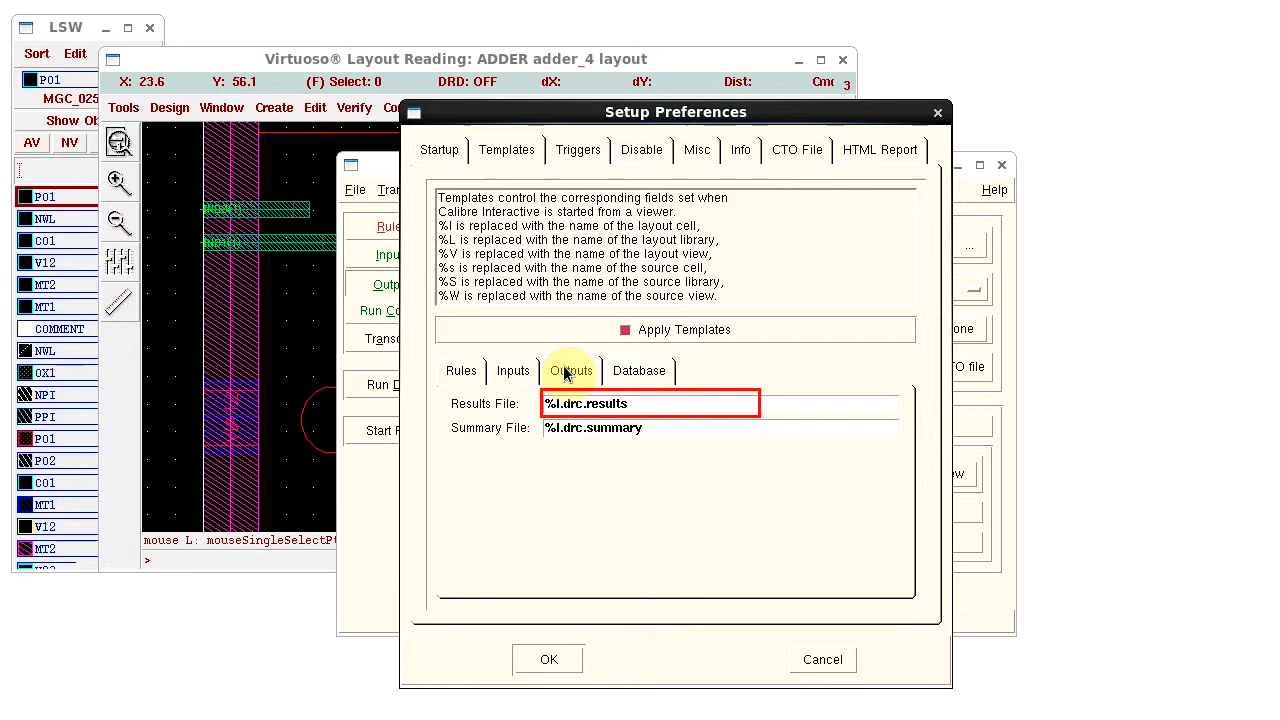 LSW
Sort Edit
P01
MGC_025
Show Ob
AV NV
P01
NWL
CO1
V12
MT2
MT1
COMMENT
NWL
OX1
NPI
PPI
P01
P02
CO1
MT1
V12
MT2
Virtuoso® Layout Reading: ADDER adder_4 layout
X: 23.6 Y: 56.1 (F) Select: 0 DRD: OFF dX: dY: Dist: Cmd 3
Tools Design Window Create Edit Verify Co
mouse L: mouseSingleSelectPt
>
File Tran
Help
Rule
Inpu
Outp
Run Co
Transc
Run D
Start R
...
one
O file
ew
Setup Preferences
Startup Templates Triggers Disable Misc Info CTO File HTML Report
Templates control the corresponding fields set when
Calibre Interactive is started from a viewer.
%l is replaced with the name of the layout cell,
%L is replaced with the name of the layout library,
%V is replaced with the name of the layout view,
%s is replaced with the name of the source cell,
%S is replaced with the name of the source library,
%W is replaced with the name of the source view.
Apply Templates
Rules Inputs Outputs Database
Results File: %l.drc.results
Summary File: %l.drc.summary
OK Cancel